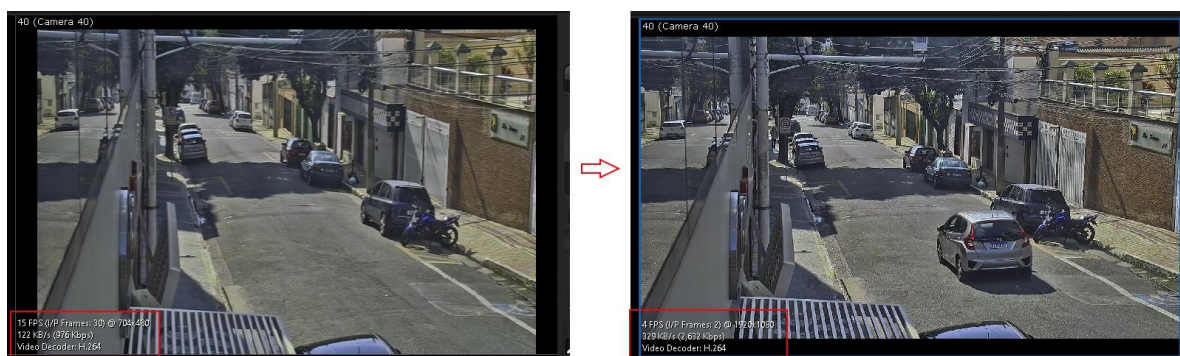 40 (Camera 40)
15 FPS (I/P Frames: 30) @ 704x480
122 KB/s (976 Kbps)
Video Decoder: H.264
40 (Camera 40)
4 FPS (I/P Frames: 2) @ 1920x1080
329 KB/s (2,632 Kbps)
Video Decoder: H.264